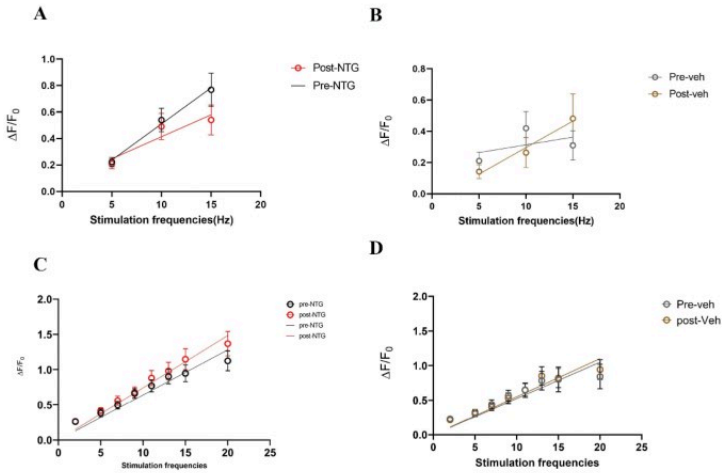 A
1.0
0.8
0.6
0.4
0.2
0.0
0
5
10
15
20
ΔF/F0
Stimulation frequencies(Hz)
Post-NTG
Pre-NTG
B
0.8
0.6
0.4
0.2
0.0
0
5
10
15
20
ΔF/F0
Stimulation frequencies(Hz)
Pre-veh
Post-veh
C
2.0
1.5
1.0
0.5
0.0
0
5
10
15
20
25
ΔF/F0
Stimulation frequencies
pre-NTG
post-NTG
pre-NTG
post-NTG
D
2.0
1.5
1.0
0.5
0.0
0
5
10
15
20
25
ΔF/F0
Stimulation frequencies
Pre-veh
post-Veh